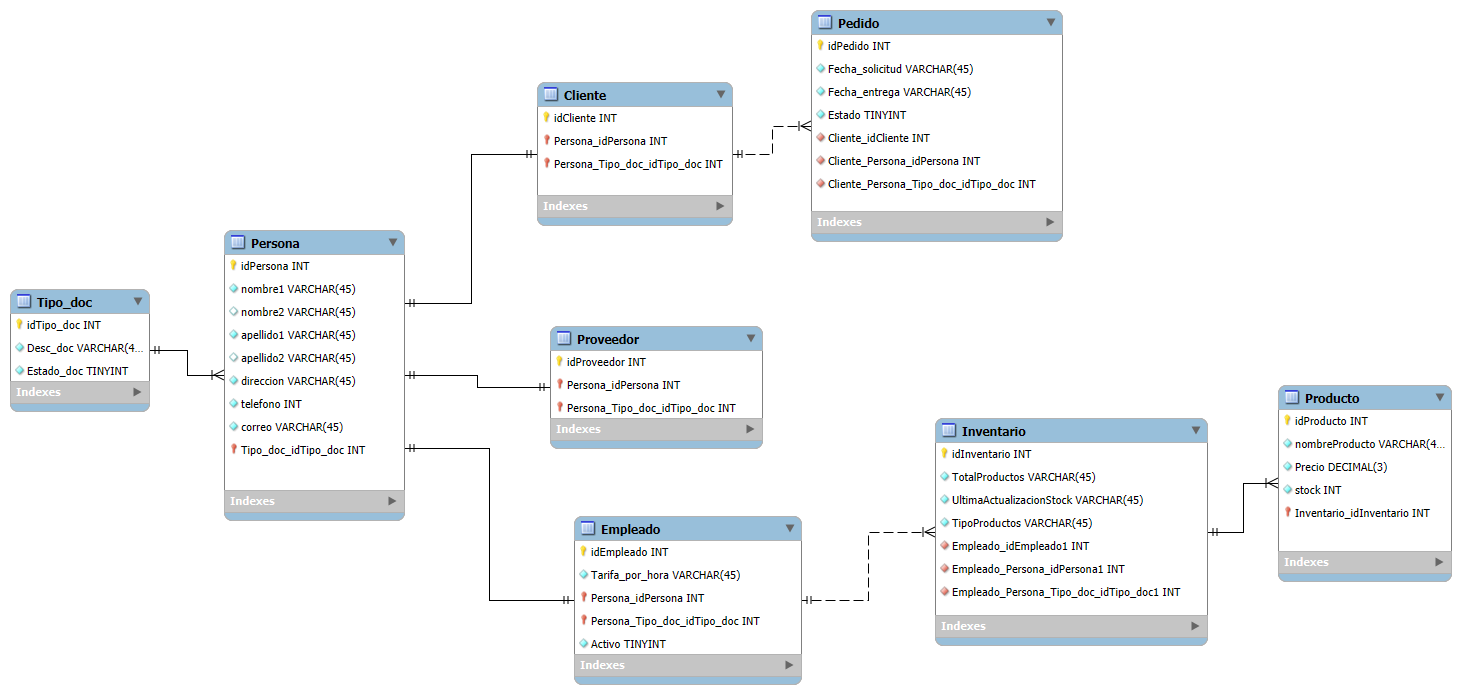 Tipo_doc
idTipo_doc INT
Desc_doc VARCHAR(4...
Estado_doc TINYINT
Indexes
Persona
idPersona INT
nombre1 VARCHAR(45)
nombre2 VARCHAR(45)
apellido1 VARCHAR(45)
apellido2 VARCHAR(45)
direccion VARCHAR(45)
telefono INT
correo VARCHAR(45)
Tipo_doc_idTipo_doc INT
Indexes
Cliente
idCliente INT
Persona_idPersona INT
Persona_Tipo_doc_idTipo_doc INT
Indexes
Pedido
idPedido INT
Fecha_solicitud VARCHAR(45)
Fecha_entrega VARCHAR(45)
Estado TINYINT
Cliente_idCliente INT
Cliente_Persona_idPersona INT
Cliente_Persona_Tipo_doc_idTipo_doc INT
Indexes
Proveedor
idProveedor INT
Persona_idPersona INT
Persona_Tipo_doc_idTipo_doc INT
Indexes
Empleado
idEmpleado INT
Tarifa_por_hora VARCHAR(45)
Persona_idPersona INT
Persona_Tipo_doc_idTipo_doc INT
Activo TINYINT
Indexes
Inventario
idInventario INT
TotalProductos VARCHAR(45)
UltimaActualizacionStock VARCHAR(45)
TipoProductos VARCHAR(45)
Empleado_idEmpleado1 INT
Empleado_Persona_idPersona1 INT
Empleado_Persona_Tipo_doc_idTipo_doc1 INT
Indexes
Producto
idProducto INT
nombreProducto VARCHAR(4...
Precio DECIMAL(3)
stock INT
Inventario_idInventario INT
Indexes